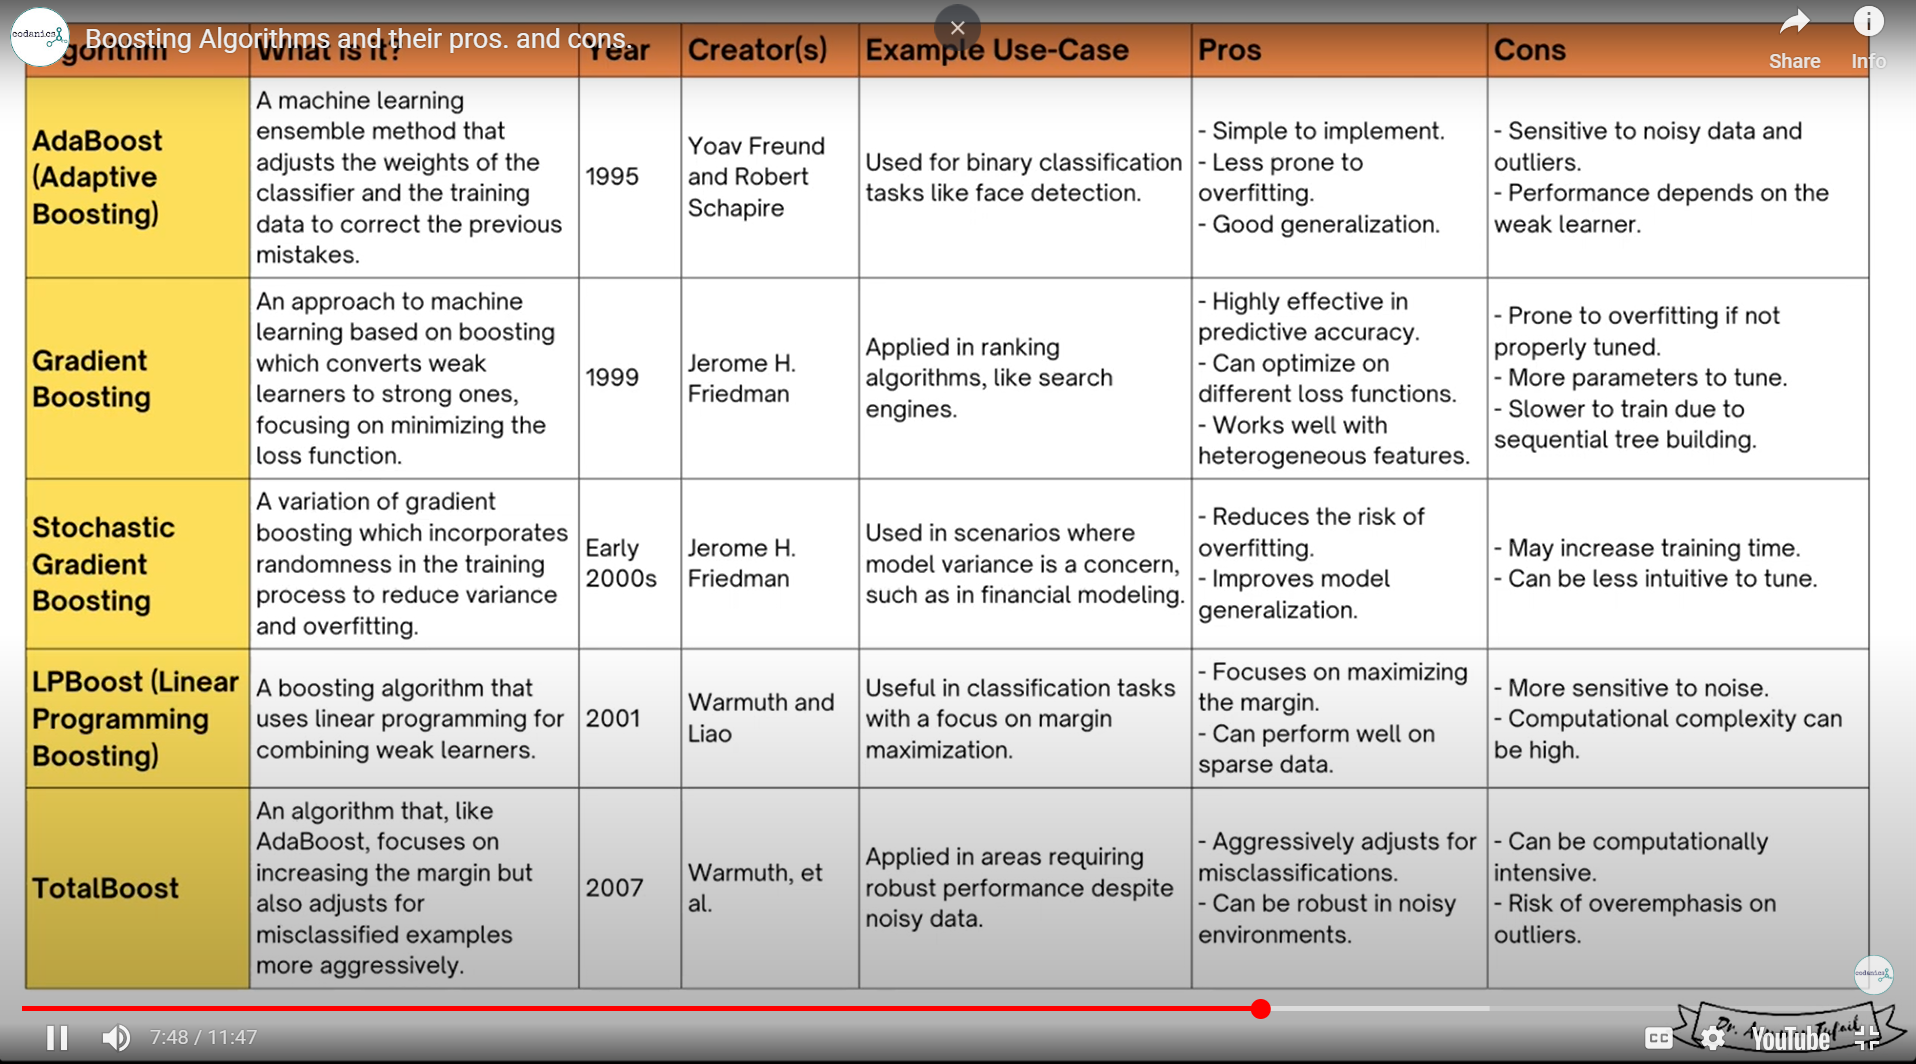 codanics
Boosting Algorithms and their pros. and cons.
Share
Info
Algorithm
What is it?
Year
Creator(s)
Example Use-Case
Pros
Cons
AdaBoost
(Adaptive
Boosting)
A machine learning
ensemble method that
adjusts the weights of the
classifier and the training
data to correct the previous
mistakes.
1995
Yoav Freund
and Robert
Schapire
Used for binary classification
tasks like face detection.
- Simple to implement.
- Less prone to
overfitting.
- Good generalization.
- Sensitive to noisy data and
outliers.
- Performance depends on the
weak learner.
Gradient
Boosting
An approach to machine
learning based on boosting
which converts weak
learners to strong ones,
focusing on minimizing the
loss function.
1999
Jerome H.
Friedman
Applied in ranking
algorithms, like search
engines.
- Highly effective in
predictive accuracy.
- Can optimize on
different loss functions.
- Works well with
heterogeneous features.
- Prone to overfitting if not
properly tuned.
- More parameters to tune.
- Slower to train due to
sequential tree building.
Stochastic
Gradient
Boosting
A variation of gradient
boosting which incorporates
randomness in the training
process to reduce variance
and overfitting.
Early
2000s
Jerome H.
Friedman
Used in scenarios where
model variance is a concern,
such as in financial modeling.
- Reduces the risk of
overfitting.
- Improves model
generalization.
- May increase training time.
- Can be less intuitive to tune.
LPBoost (Linear
Programming
Boosting)
A boosting algorithm that
uses linear programming for
combining weak learners.
2001
Warmuth and
Liao
Useful in classification tasks
with a focus on margin
maximization.
- Focuses on maximizing
the margin.
- Can perform well on
sparse data.
- More sensitive to noise.
- Computational complexity can
be high.
TotalBoost
An algorithm that, like
AdaBoost, focuses on
increasing the margin but
also adjusts for
misclassified examples
more aggressively.
2007
Warmuth, et
al.
Applied in areas requiring
robust performance despite
noisy data.
- Aggressively adjusts for
misclassifications.
- Can be robust in noisy
environments.
- Can be computationally
intensive.
- Risk of overemphasis on
outliers.
codanics
7:48 / 11:47
CC
YouTube
Dr. Tufail